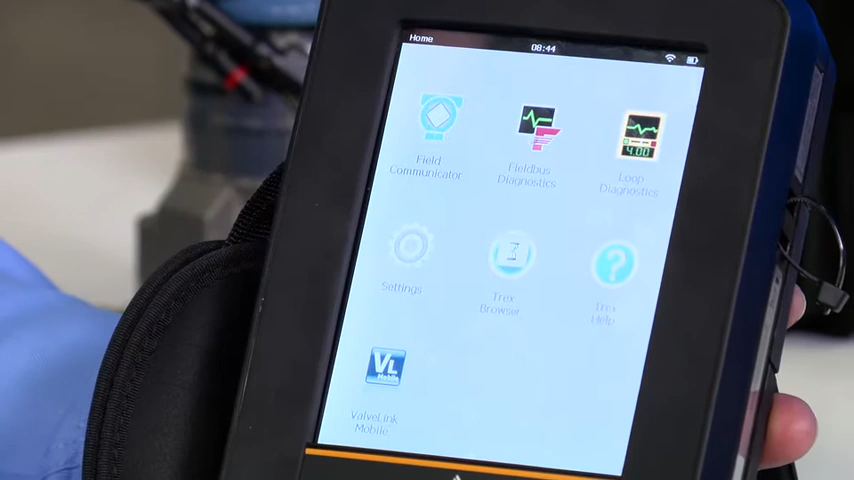 Home
08:44
Field
Communicator
Fieldbus
Diagnostics
4.00
Loop
Diagnostics
Settings
Trex
Browser
?
Trex
Help
VL
Mobile
ValveLink
Mobile